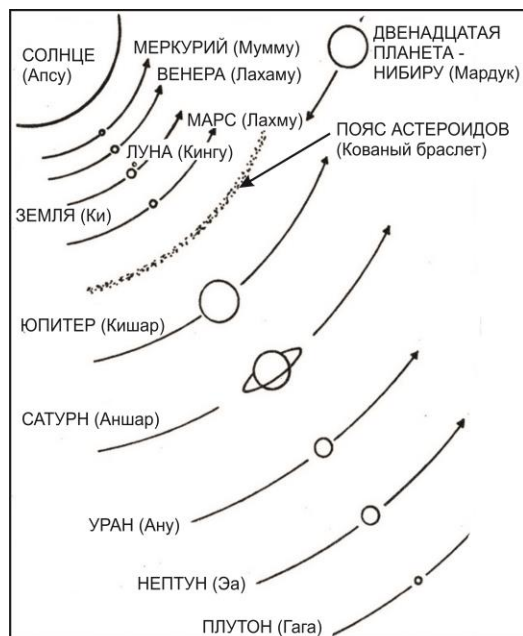 СОЛНЦЕ
(Апсу)
МЕРКУРИЙ (Мумму)
ВЕНЕРА (Лахаму)
ДВЕНАДЦАТАЯ
ПЛАНЕТА -
НИБИРУ (Мардук)
МАРС (Лахму)
ПОЯС АСТЕРОИДОВ
(Кованый браслет)
ЛУНА (Кингу)
ЗЕМЛЯ (Ки)
ЮПИТЕР (Кишар)
САТУРН (Аншар)
УРАН (Ану)
НЕПТУН (Эа)
ПЛУТОН (Гага)